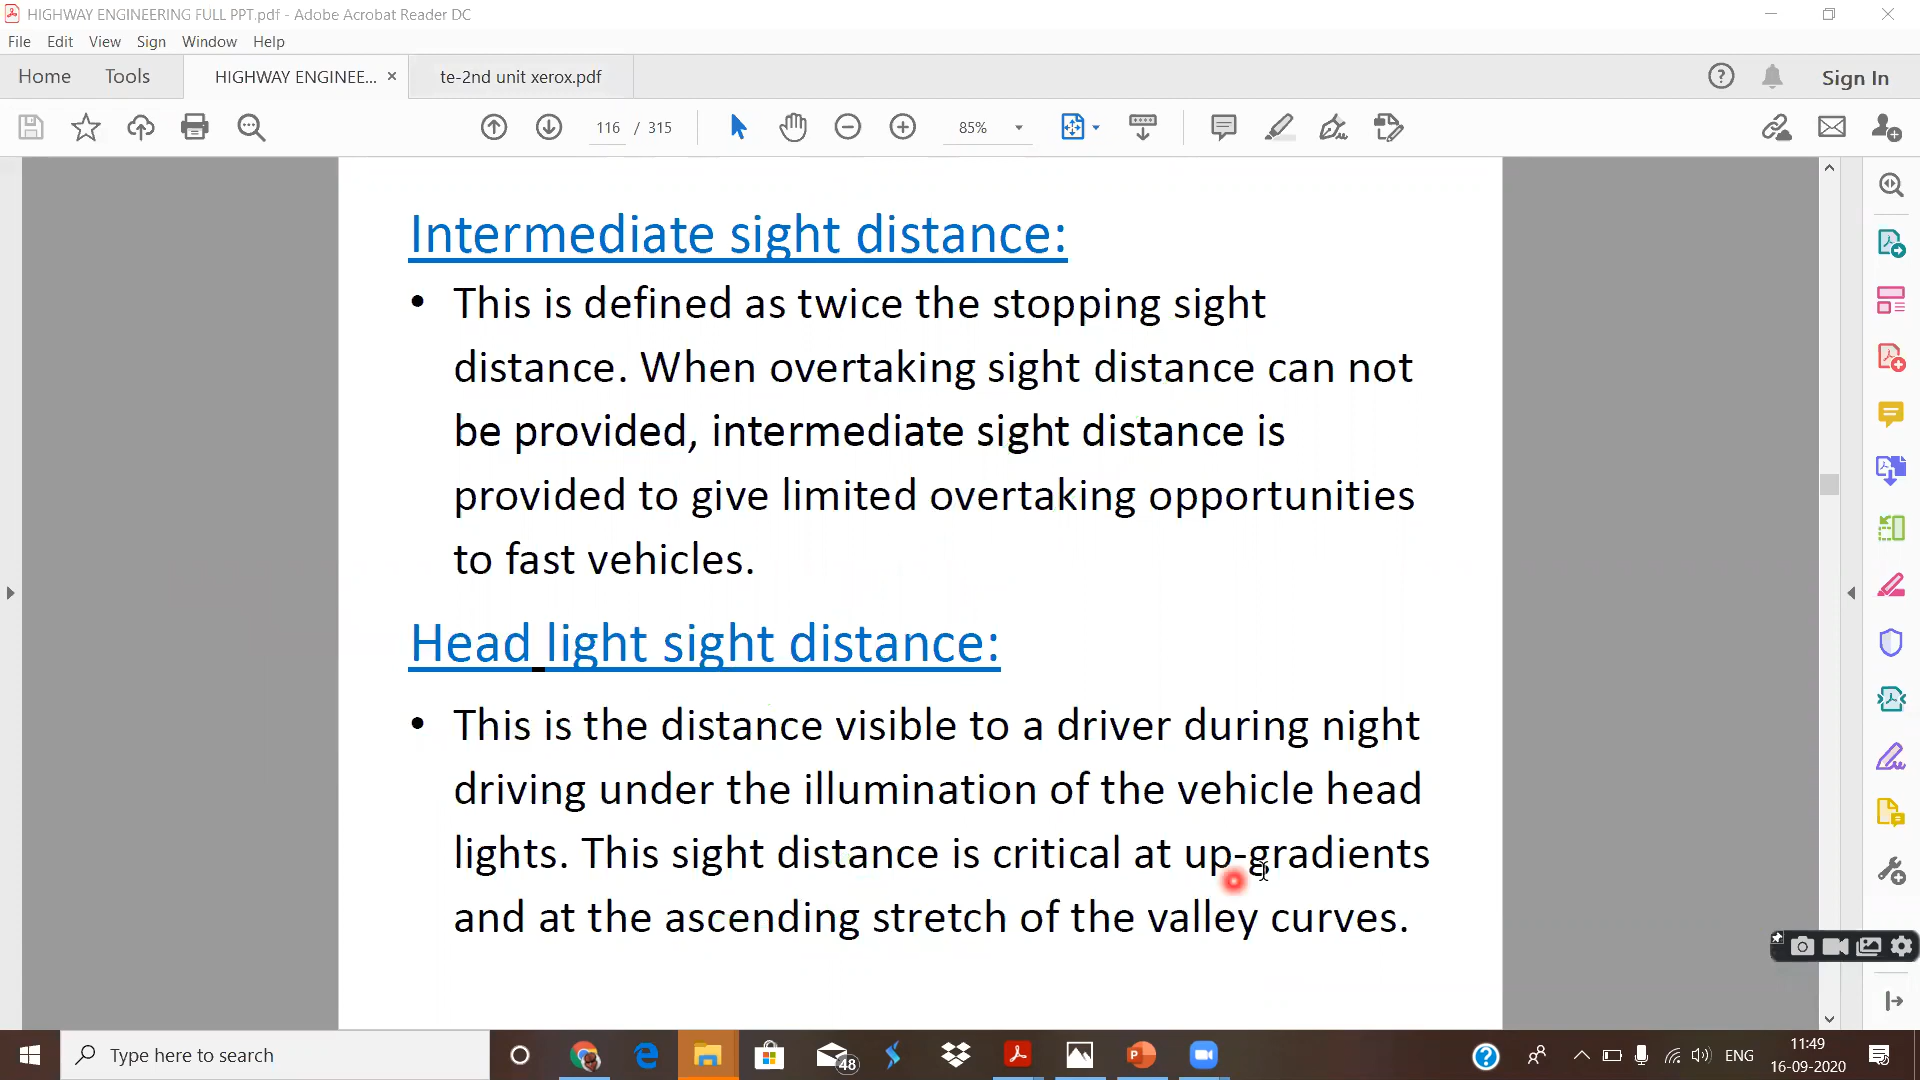 HIGHWAY ENGINEERING FULL PPT.pdf - Adobe Acrobat Reader DC
File Edit View Sign Window Help
Home Tools HIGHWAY ENGINEE... × te-2nd unit xerox.pdf Sign In
116 / 315 85%
Intermediate sight distance:
• This is defined as twice the stopping sight
distance. When overtaking sight distance can not
be provided, intermediate sight distance is
provided to give limited overtaking opportunities
to fast vehicles.
Head light sight distance:
• This is the distance visible to a driver during night
driving under the illumination of the vehicle head
lights. This sight distance is critical at up-gradients
and at the ascending stretch of the valley curves.
Type here to search
48
ENG
11:49
16-09-2020